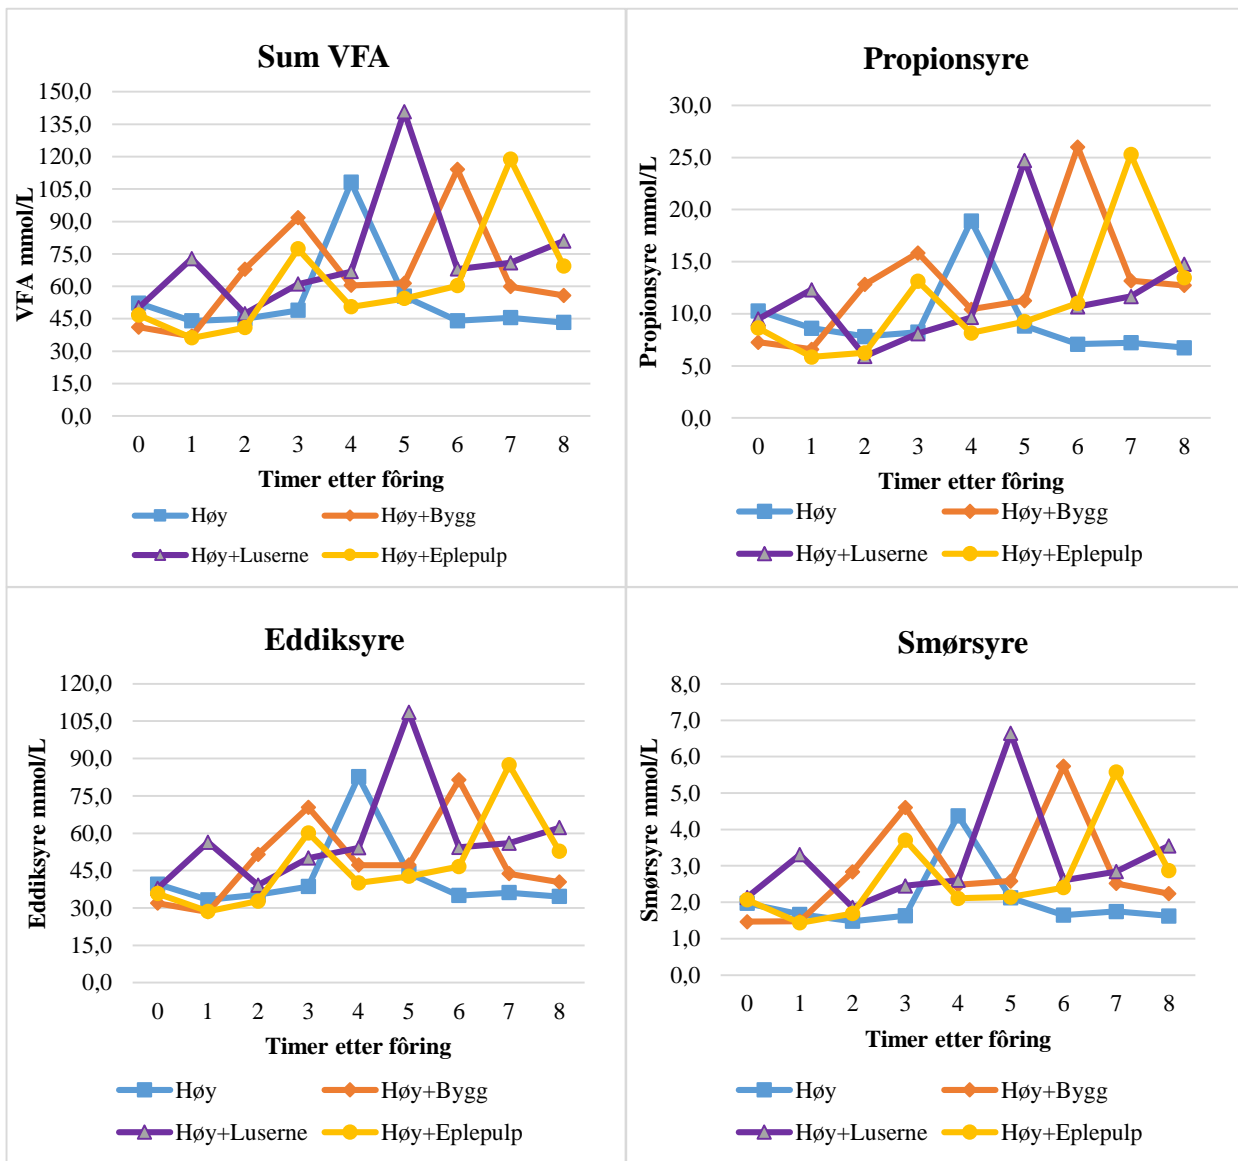 Sum VFA
VFA mmol/L
150,0
135,0
120,0
105,0
90,0
75,0
60,0
45,0
30,0
15,0
0,0
0 1 2 3 4 5 6 7 8
Timer etter fôring
Høy Høy+Bygg
Høy+Luserne Høy+Eplepulp
Propionsyre
Propionsyre mmol/L
30,0
25,0
20,0
15,0
10,0
5,0
0,0
0 1 2 3 4 5 6 7 8
Timer etter fôring
Høy Høy+Bygg
Høy+Luserne Høy+Eplepulp
Eddiksyre
Eddiksyre mmol/L
120,0
105,0
90,0
75,0
60,0
45,0
30,0
15,0
0,0
0 1 2 3 4 5 6 7 8
Timer etter fôring
Høy Høy+Bygg
Høy+Luserne Høy+Eplepulp
Smørsyre
Smørsyre mmol/L
8,0
7,0
6,0
5,0
4,0
3,0
2,0
1,0
0,0
0 1 2 3 4 5 6 7 8
Timer etter fôring
Høy Høy+Bygg
Høy+Luserne Høy+Eplepulp